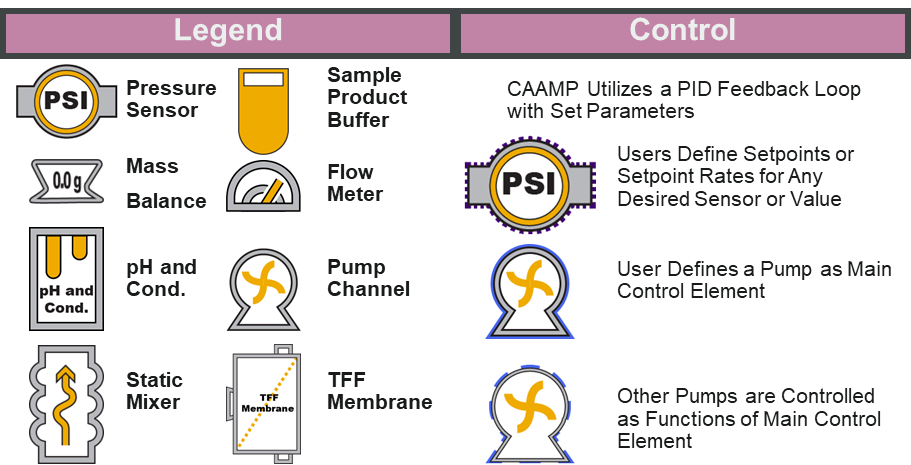 Legend
Control
PSI
Pressure
Sensor
Sample
Product
Buffer
0.0 g
Mass
Balance
Flow
Meter
pH and
Cond.
pH and
Cond.
Pump
Channel
Static
Mixer
TFF
Membrane
TFF
Membrane
CAAMP Utilizes a PID Feedback Loop
with Set Parameters
PSI
Users Define Setpoints or
Setpoint Rates for Any
Desired Sensor or Value
User Defines a Pump as Main
Control Element
Other Pumps are Controlled
as Functions of Main Control
Element